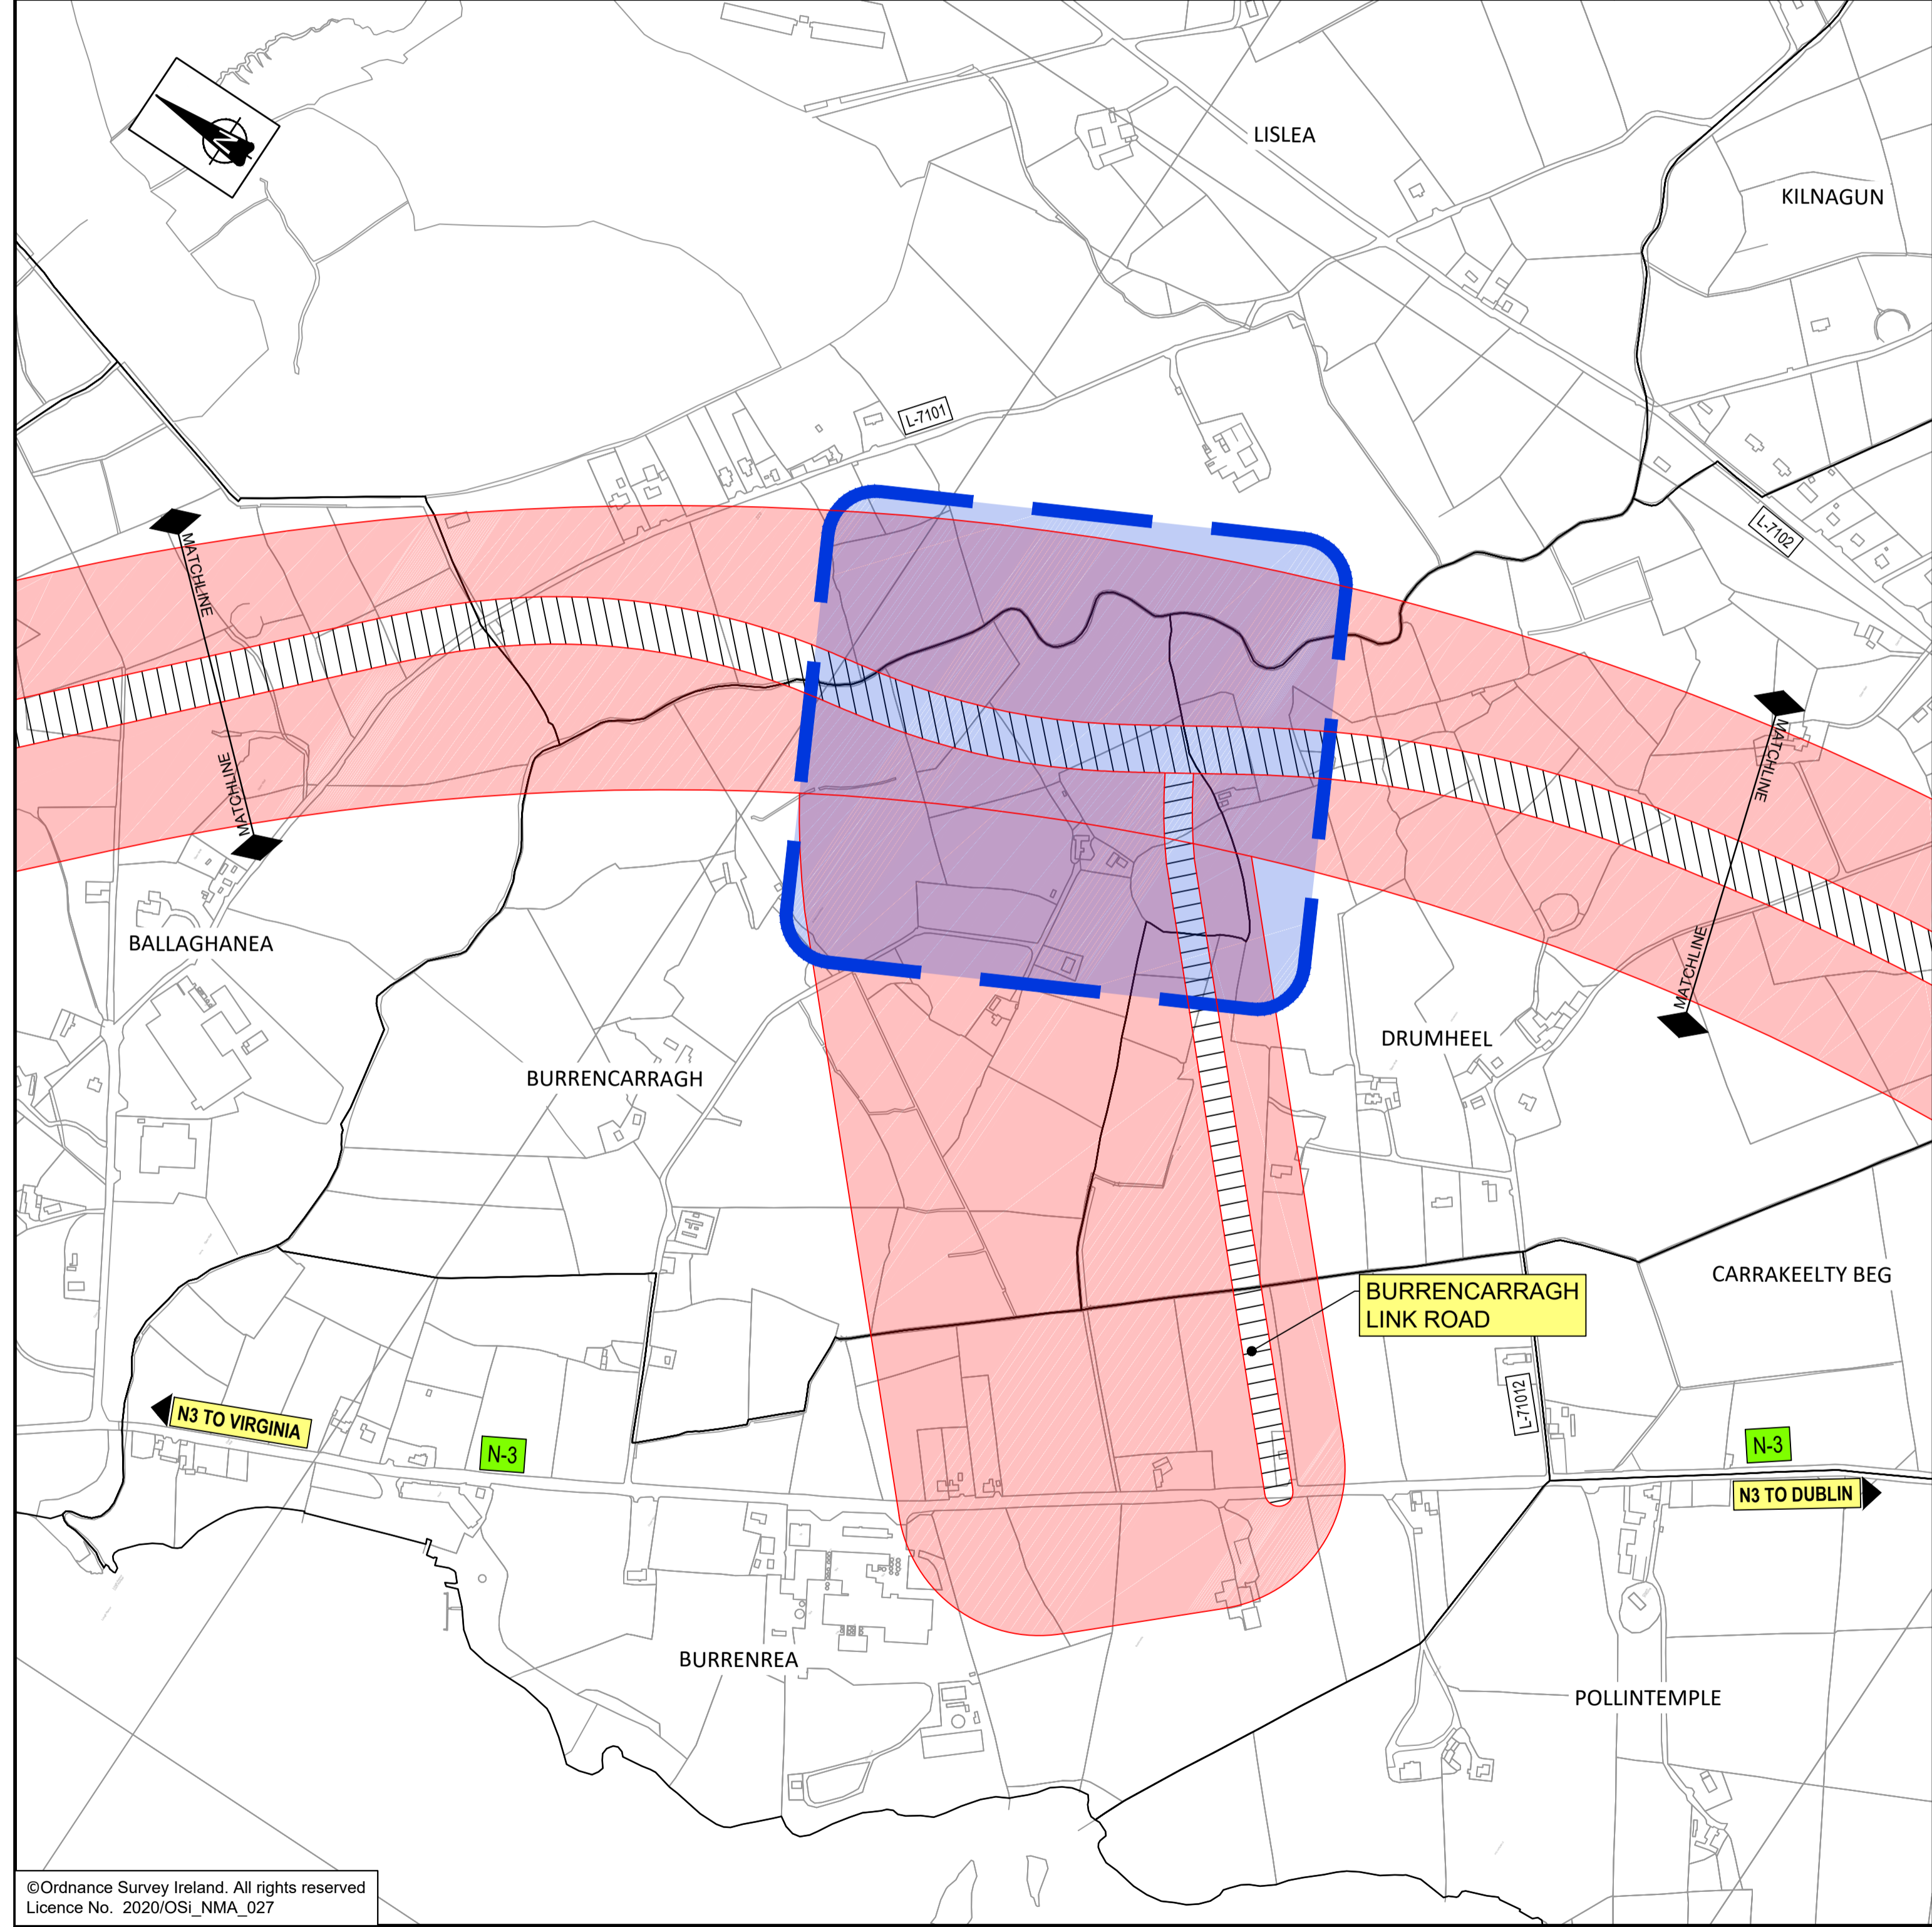 LISLEA
N
KILNAGUN
L-7101
L-7102
MATCHLINE
MATCHLINE
MATCHLINE
MATCHLINE
BALLAGHANEA
DRUMHEEL
BURRENCARRAGH
CARRAKEELTY BEG
BURRENCARRAGH
LINK ROAD
L-71012
N3 TO VIRGINIA
N-3
N-3
N3 TO DUBLIN
BURRENREA
POLLINTEMPLE
©Ordnance Survey Ireland. All rights reserved
Licence No. 2020/OSi_NMA_027